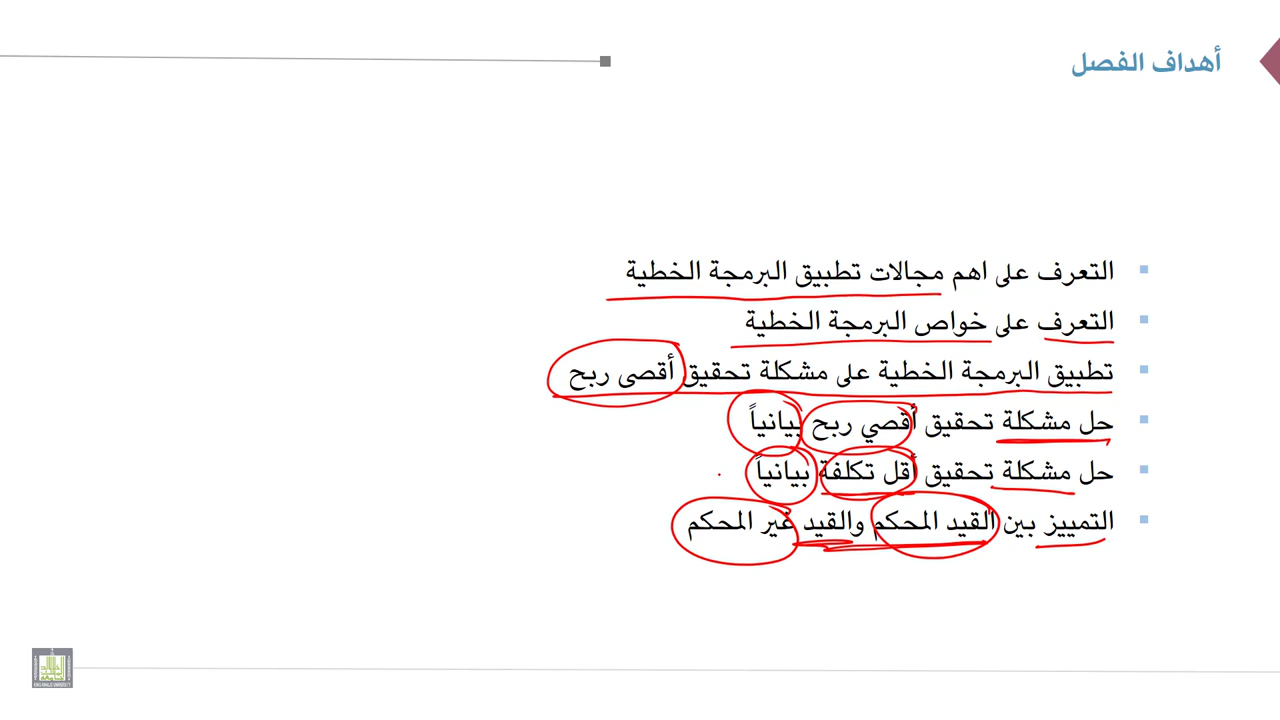 أهداف الفصل
التعرف على اهم مجالات تطبيق البرمجة الخطية
التعرف على خواص البرمجة الخطية
تطبيق البرمجة الخطية على مشكلة تحقيق أقصى ربح
حل مشكلة تحقيق أقصي ربح بيانياً
حل مشكلة تحقيق أقل تكلفة بيانياً
التمييز بين القيد المحكم والقيد غير المحكم